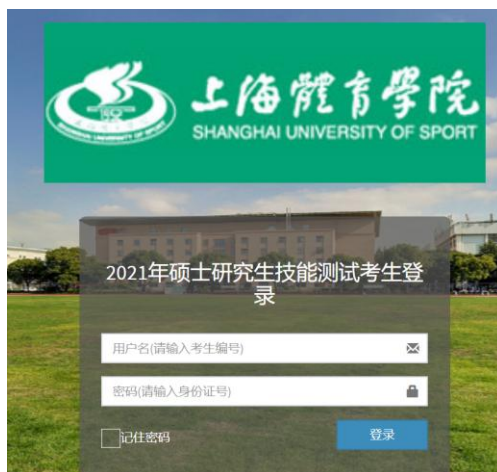 上海體育學院
SHANGHAI UNIVERSITY OF SPORT
2021年硕士研究生技能测试考生登
录
用户名(请输入考生编号)
密码(请输入身份证号)
记住密码
登录